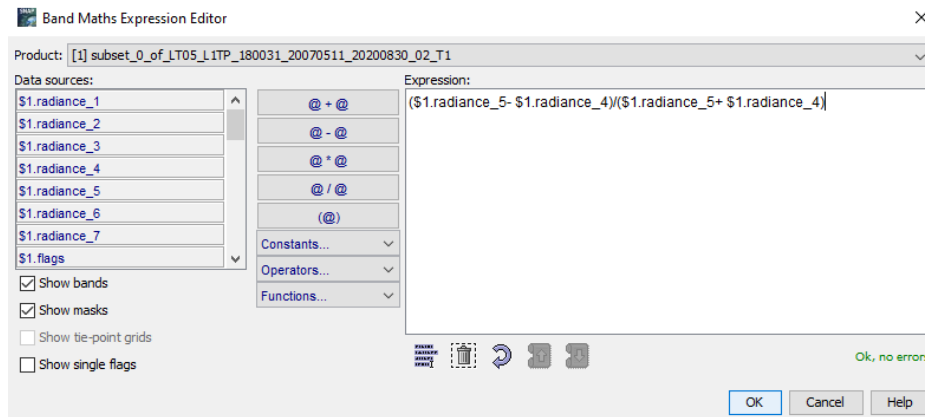 SNAP
Band Maths Expression Editor
Product: [1] subset_0_of_LT05_L1TP_180031_20070511_20200830_02_T1
Data sources:
Expression:
$1.radiance_1
$1.radiance_2
$1.radiance_3
$1.radiance_4
$1.radiance_5
$1.radiance_6
$1.radiance_7
$1.flags
@ + @
@ - @
@ * @
@ / @
(@)
Constants...
Operators...
Functions...
($1.radiance_5- $1.radiance_4)/($1.radiance_5+ $1.radiance_4)
Show bands
Show masks
Show tie-point grids
Show single flags
Ok, no error
OK
Cancel
Help